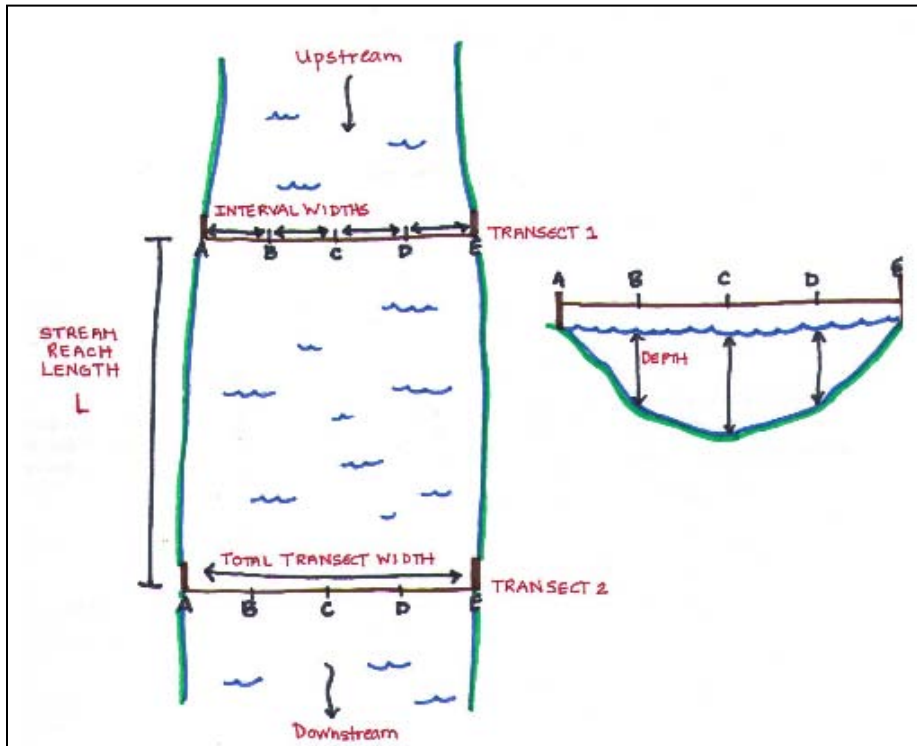 Upstream
INTERVAL WIDTHS
A B C D E
TRANSECT 1
STREAM
REACH
LENGTH
L
A B C D E
DEPTH
TOTAL TRANSECT WIDTH
A B C D E
TRANSECT 2
Downstream